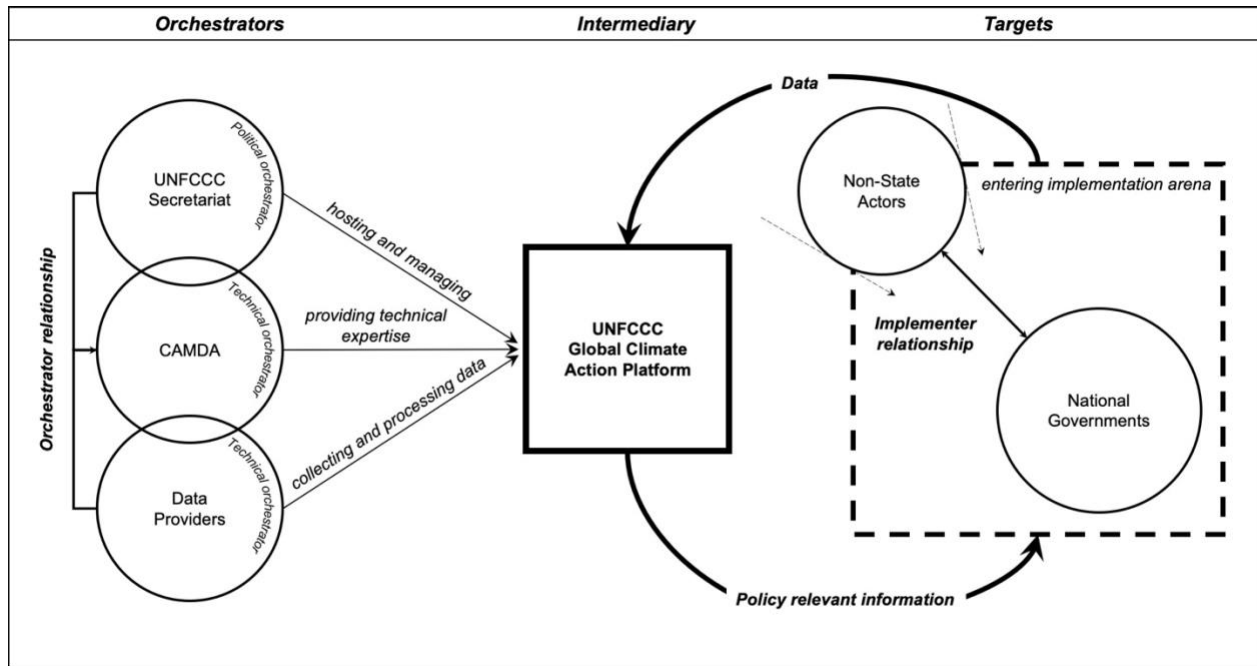 Orchestrators
Intermediary
Targets
Orchestrator relationship
UNFCCC
Secretariat
Political orchestrator
CAMDA
Technical orchestrator
Data
Providers
Technical orchestrator
hosting and managing
providing technical
expertise
collecting and processing data
UNFCCC
Global Climate
Action Platform
Data
Non-State
Actors
entering implementation arena
Implementer
relationship
National
Governments
Policy relevant information